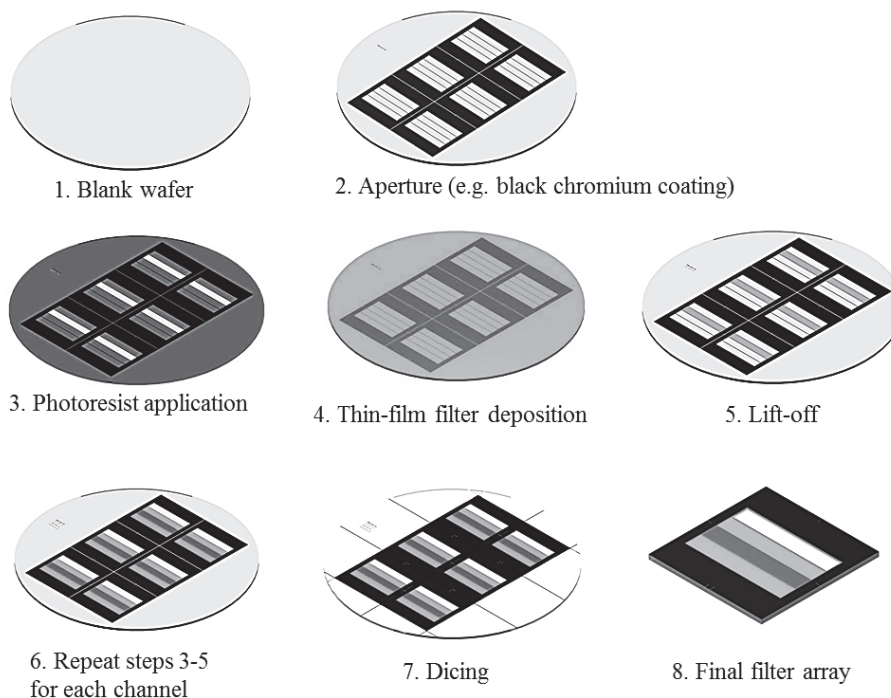 1. Blank wafer
2. Aperture (e.g. black chromium coating)
3. Photoresist application
4. Thin-film filter deposition
5. Lift-off
6. Repeat steps 3-5
for each channel
7. Dicing
8. Final filter array